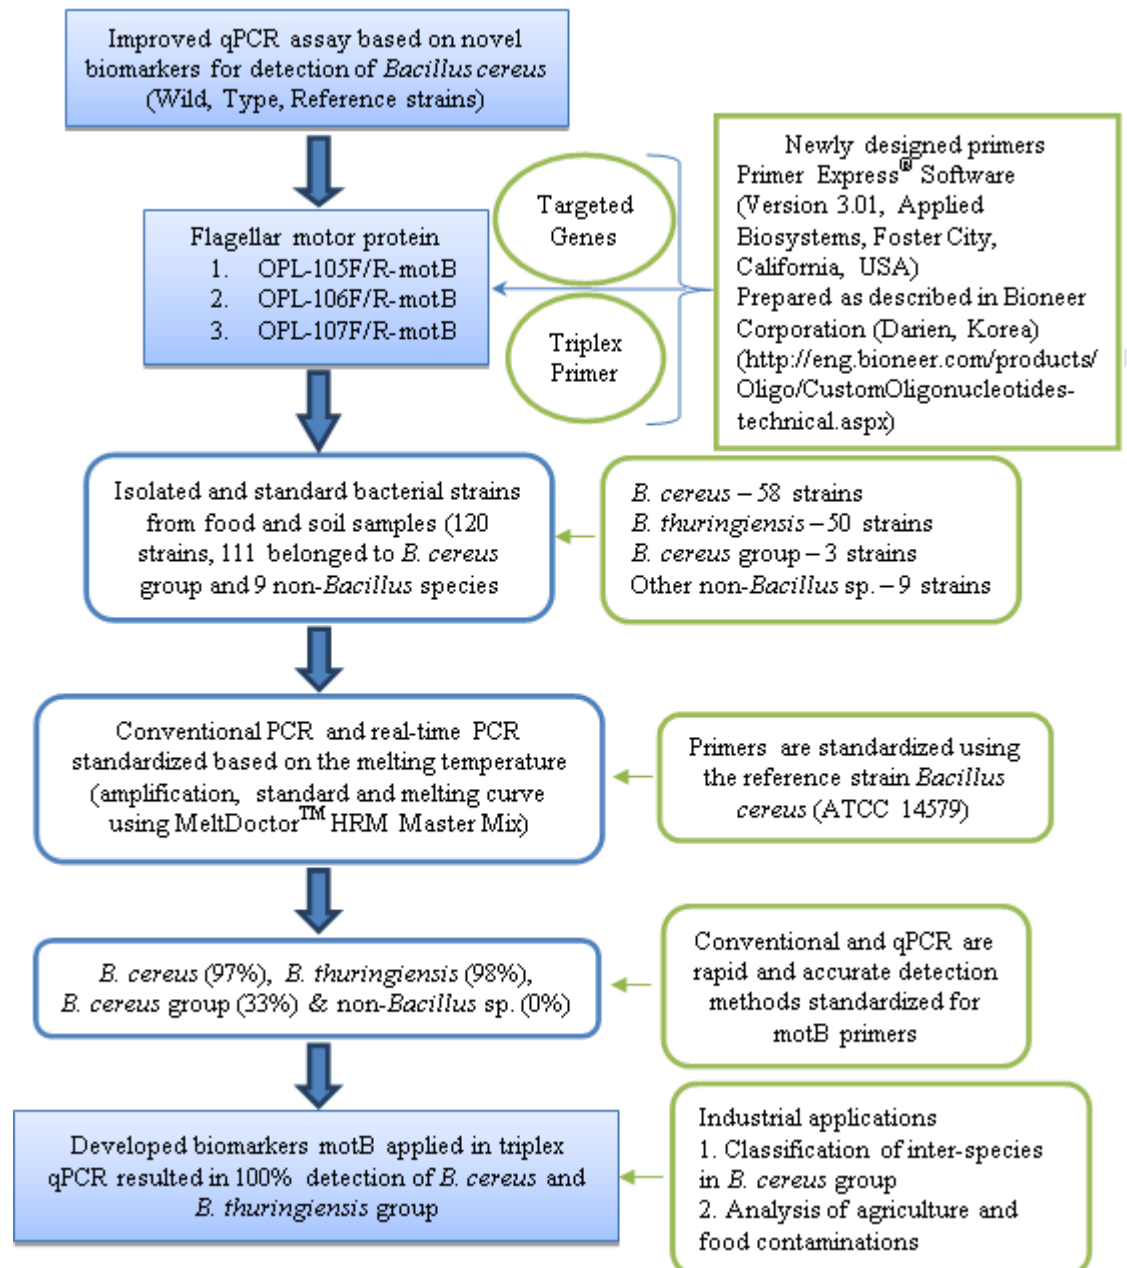 Improved qPCR assay based on novel
biomarkers for detection of Bacillus cereus
(Wild, Type, Reference strains)
Flagellar motor protein
1. OPL-105F/R-motB
2. OPL-106F/R-motB
3. OPL-107F/R-motB
Targeted
Genes
Triplex
Primer
Newly designed primers
Primer Express® Software
(Version 3.01, Applied
Biosystems, Foster City,
California, USA)
Prepared as described in Bioneer
Corporation (Darien, Korea)
(http://eng.bioneer.com/products/
Oligo/CustomOligonucleotides-
technical.aspx)
Isolated and standard bacterial strains
from food and soil samples (120
strains, 111 belonged to B. cereus
group and 9 non-Bacillus species
B. cereus – 58 strains
B. thuringiensis – 50 strains
B. cereus group – 3 strains
Other non-Bacillus sp. – 9 strains
Conventional PCR and real-time PCR
standardized based on the melting temperature
(amplification, standard and melting curve
using MeltDoctor™ HRM Master Mix)
Primers are standardized using
the reference strain Bacillus
cereus (ATCC 14579)
B. cereus (97%), B. thuringiensis (98%),
B. cereus group (33%) & non-Bacillus sp. (0%)
Conventional and qPCR are
rapid and accurate detection
methods standardized for
motB primers
Developed biomarkers motB applied in triplex
qPCR resulted in 100% detection of B. cereus and
B. thuringiensis group
Industrial applications
1. Classification of inter-species
in B. cereus group
2. Analysis of agriculture and
food contaminations